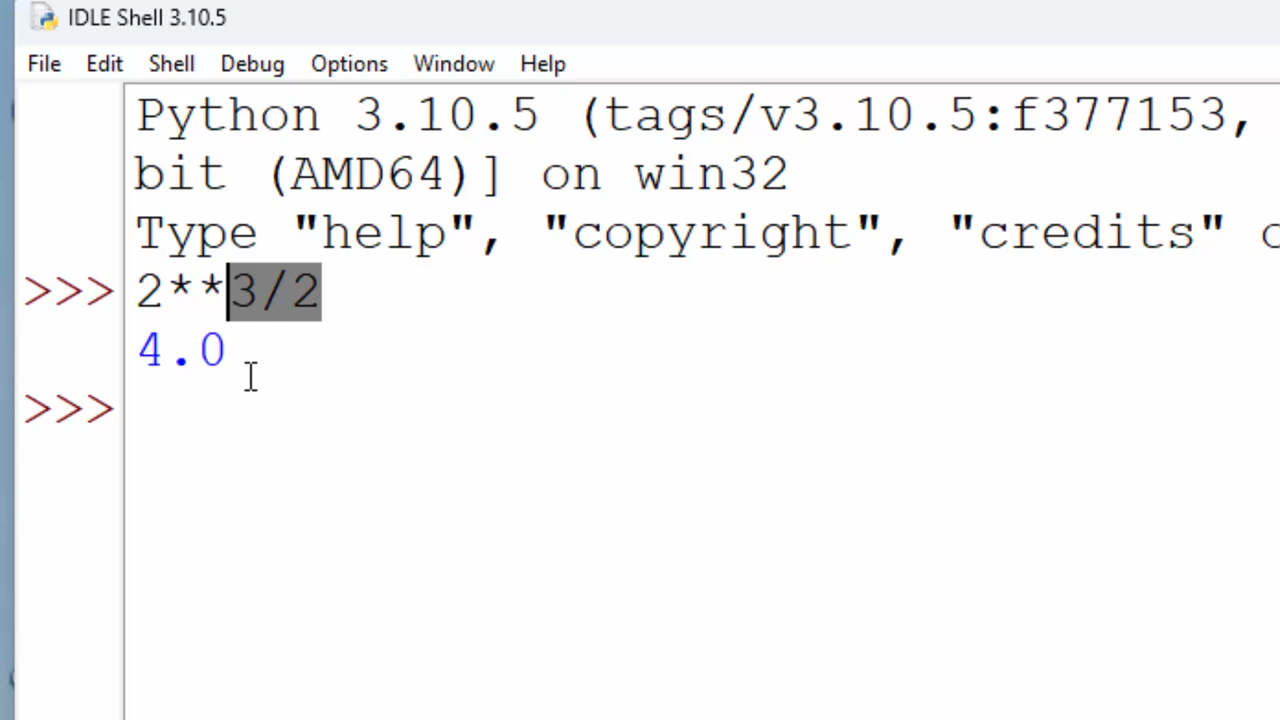 IDLE Shell 3.10.5
File Edit Shell Debug Options Window Help
Python 3.10.5 (tags/v3.10.5:f377153,
bit (AMD64)] on win32
Type "help", "copyright", "credits"
>>> 2**3/2
4.0
>>>